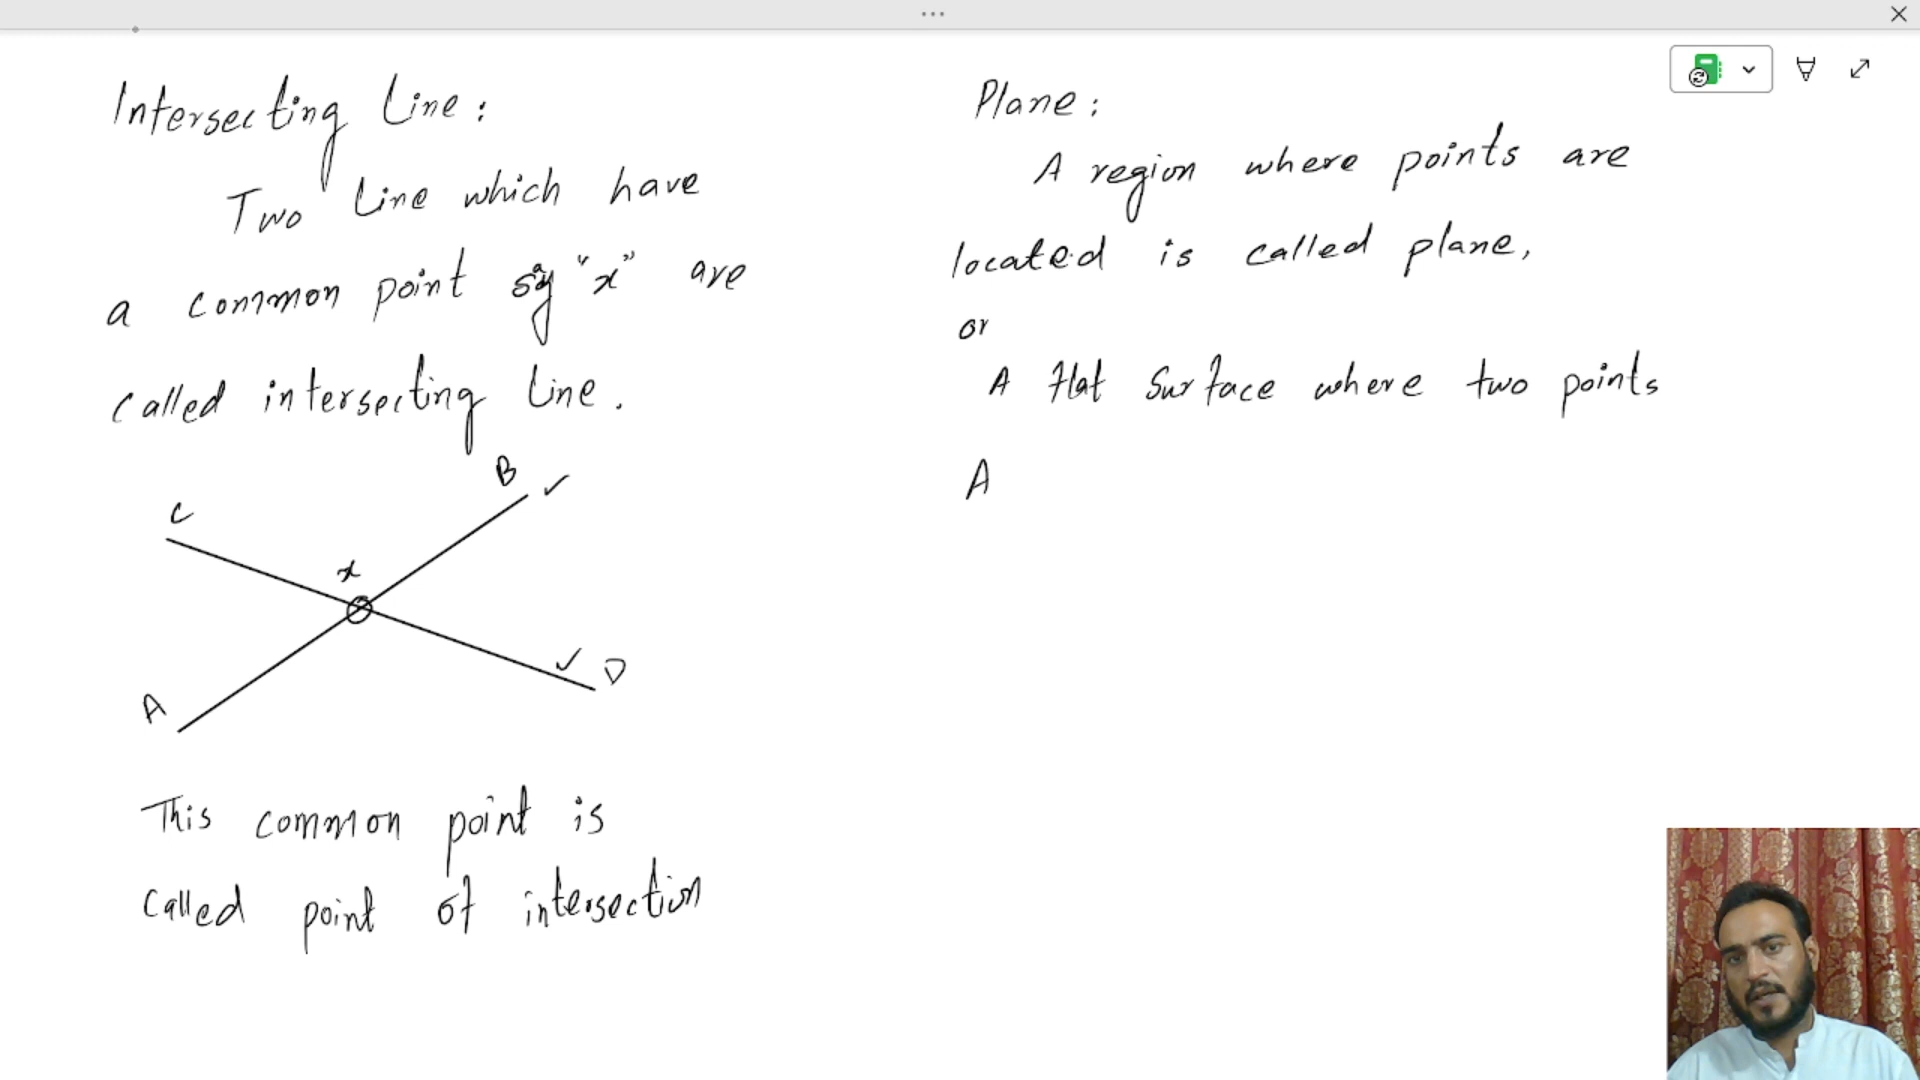 Intersecting Line:
Two Line which have
a common point say "x" are
called intersecting Line.
B
C
x
D
A
This common point is
called point of intersection
Plane:
A region where points are
located is called plane,
or
A flat Surface where two points
A